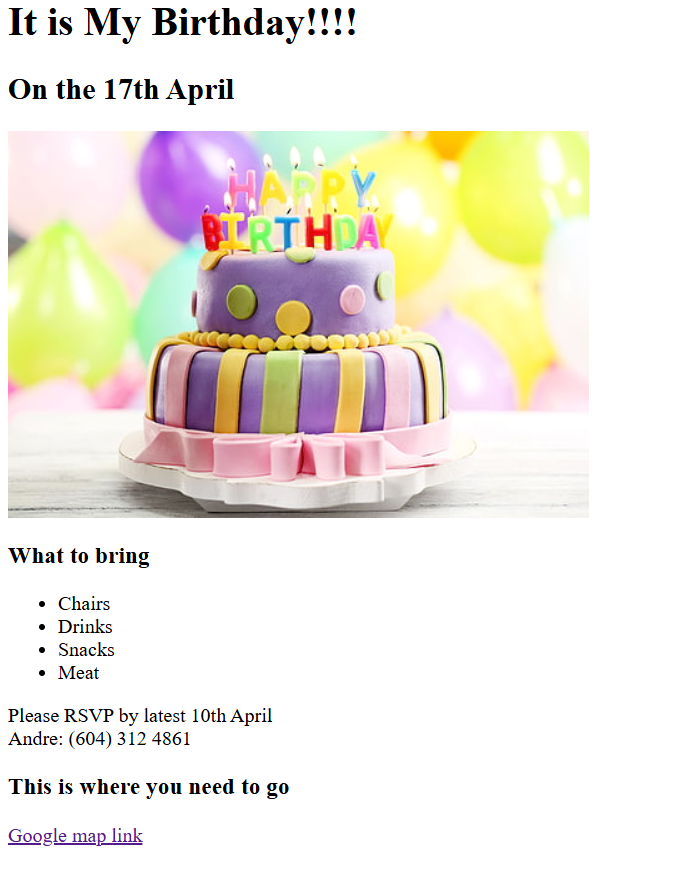 It is My Birthday!!!!
On the 17th April
HAPPY
BIRTHDAY
What to bring
Chairs
Drinks
Snacks
Meat
Please RSVP by latest 10th April
Andre: (604) 312 4861
This is where you need to go
Google map link